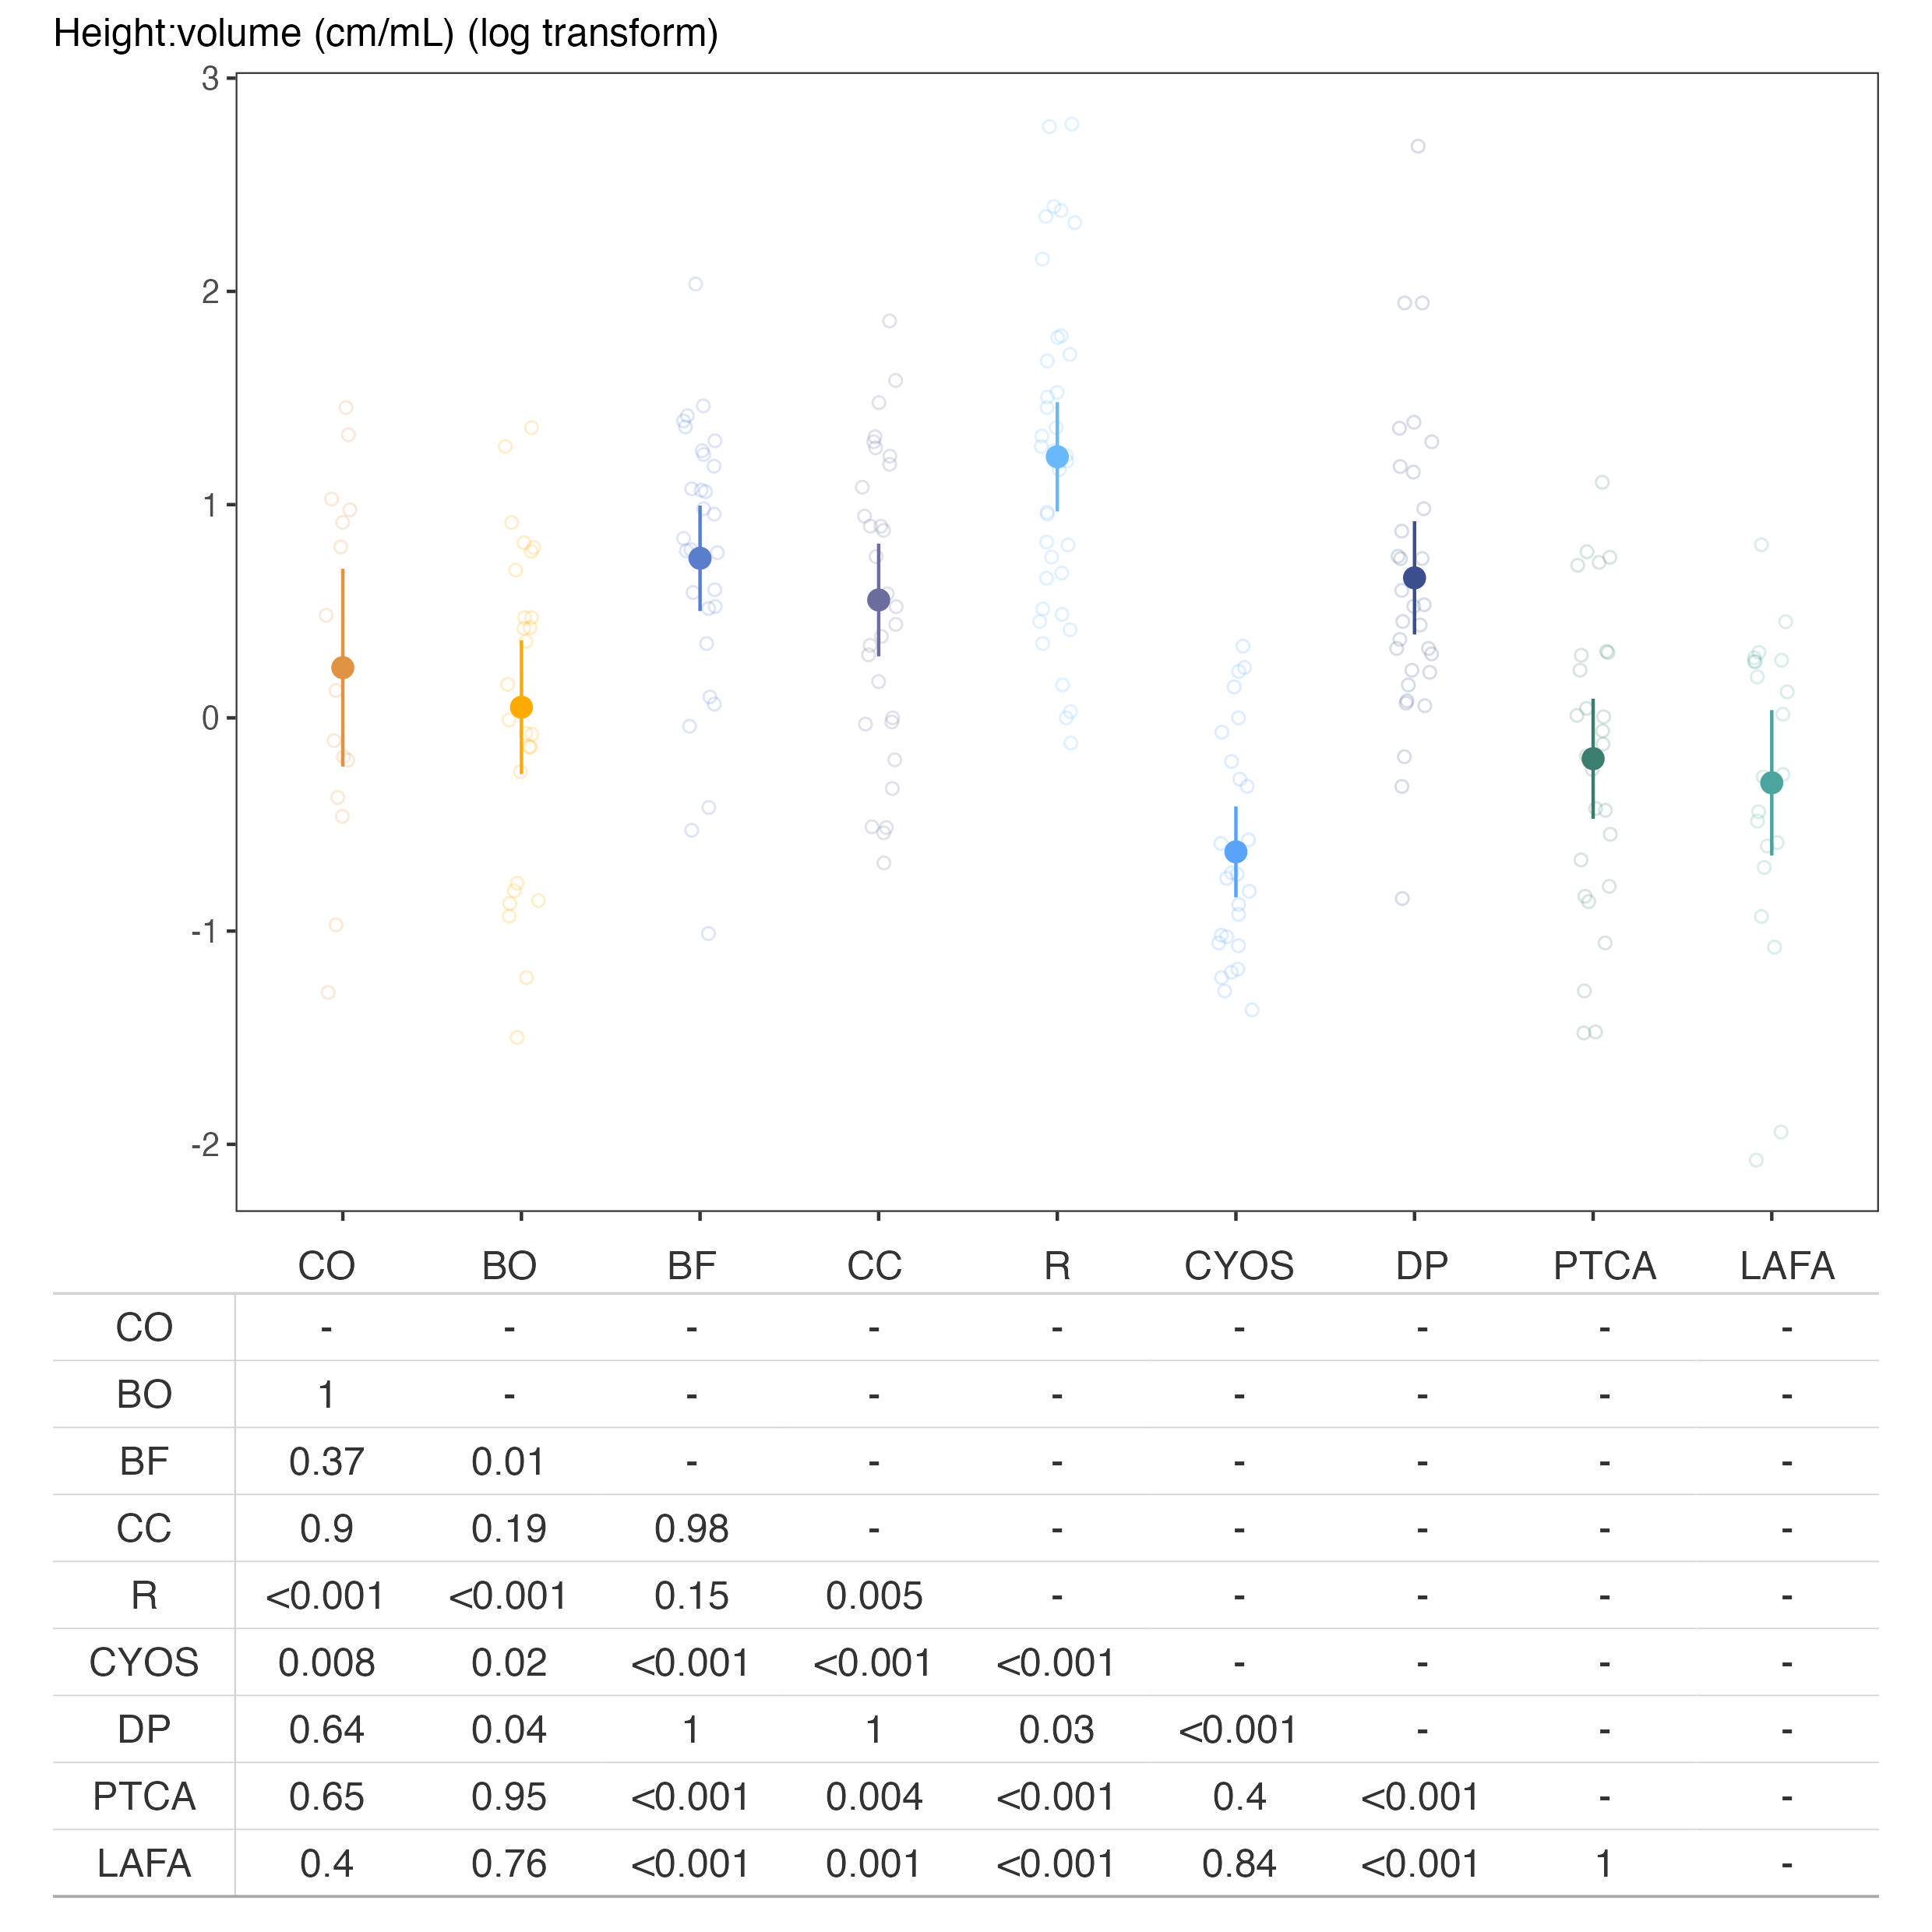 Height:volume (cm/mL) (log transform)
3
2
1
0
-1
-2
CO BO BF CC R CYOS DP PTCA LAFA
CO - - - - - - - - -
BO 1 - - - - - - - -
BF 0.37 0.01 - - - - - - -
CC 0.9 0.19 0.98 - - - - - -
R <0.001 <0.001 0.15 0.005 - - - - -
CYOS 0.008 0.02 <0.001 <0.001 <0.001 - - - -
DP 0.64 0.04 1 1 0.03 <0.001 - - -
PTCA 0.65 0.95 <0.001 0.004 <0.001 0.4 <0.001 - -
LAFA 0.4 0.76 <0.001 0.001 <0.001 0.84 <0.001 1 -